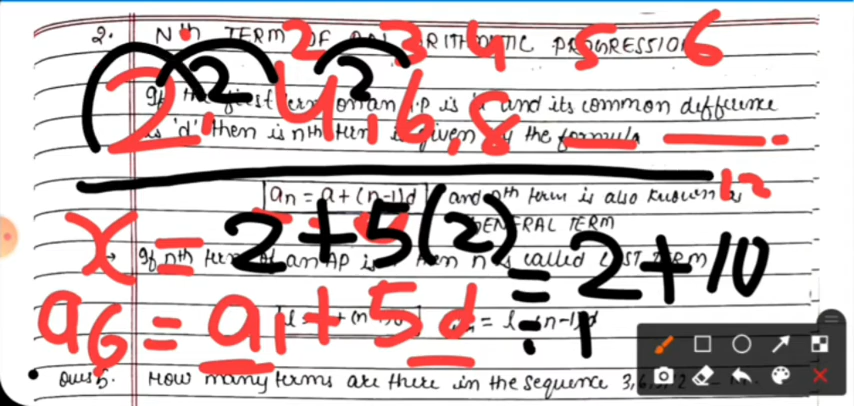 2. Nth TERM OF AN ARITHMETIC PROGRESSION
2 3 4 5 6
If the first term of an A.P is 'a' and its common difference
2 2
2, 4, 6, 8
is 'd' then is nth term is given by the formula
12
an = a + (n-1)d and nth term is also known as
GENERAL TERM
x = 2 + 5(2) = 2 + 10
→ If nth term of an AP is then n is called LAST TERM
a6 = a1 + 5d
= l - (n-1)d
Ques. How many terms are there in the sequence 3, 6,